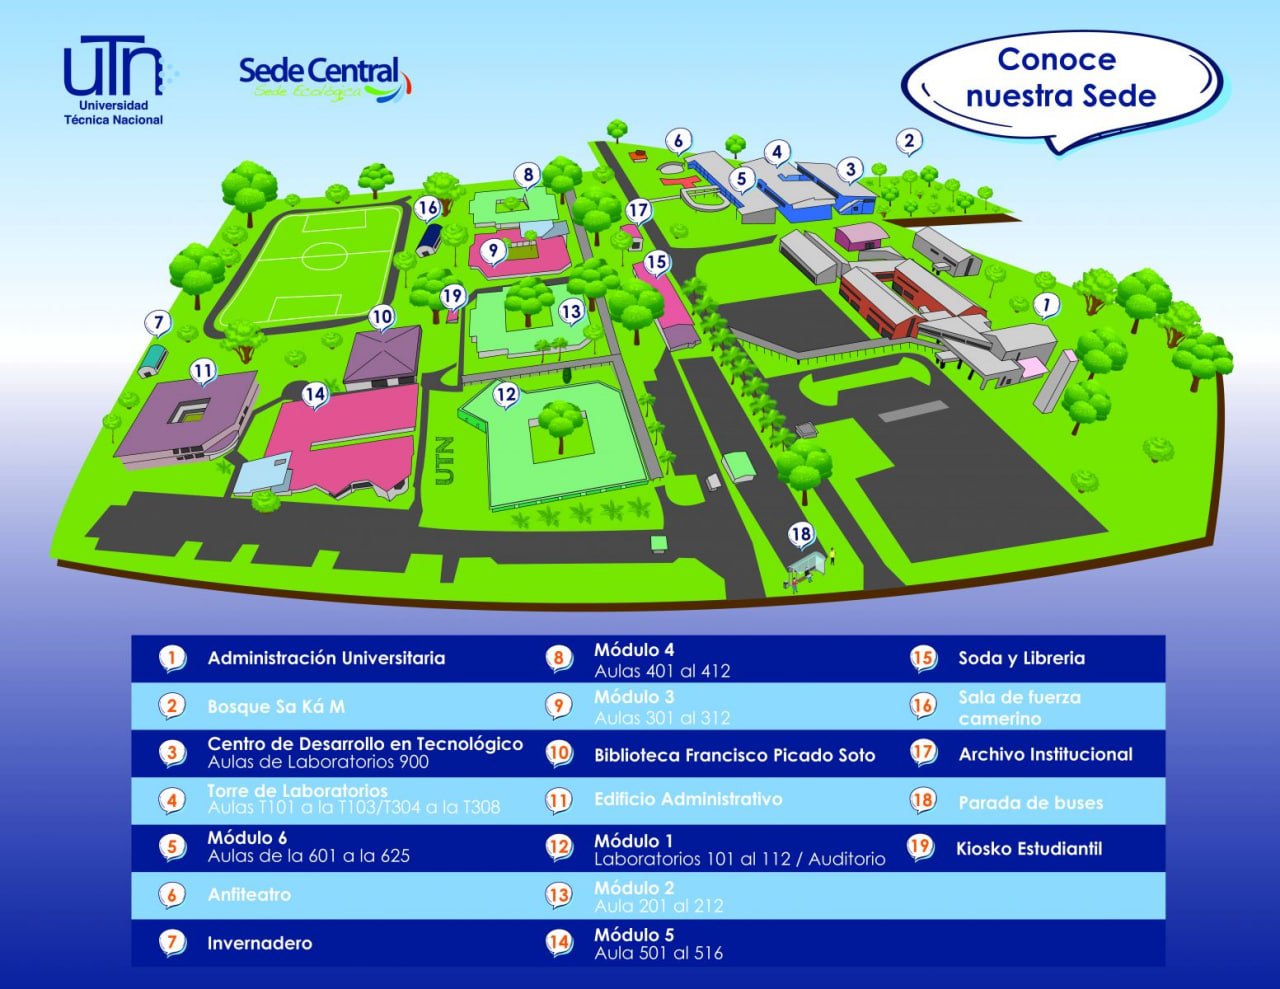 uTn
Universidad
Técnica Nacional
Sede Central
Sede Ecológica
Conoce
nuestra Sede
6
4
2
3
5
8
16
17
9
15
19
1
7
10
13
11
14
12
UTN
18
1 Administración Universitaria
2 Bosque Sa Ká M
3 Centro de Desarrollo en Tecnológico
Aulas de Laboratorios 900
4 Torre de Laboratorios
Aulas T101 a la T103/T304 a la T308
5 Módulo 6
Aulas de la 601 a la 625
6 Anfiteatro
7 Invernadero
8 Módulo 4
Aulas 401 al 412
9 Módulo 3
Aulas 301 al 312
10 Biblioteca Francisco Picado Soto
11 Edificio Administrativo
12 Módulo 1
Laboratorios 101 al 112 / Auditorio
13 Módulo 2
Aula 201 al 212
14 Módulo 5
Aula 501 al 516
15 Soda y Libreria
16 Sala de fuerza
camerino
17 Archivo Institucional
18 Parada de buses
19 Kiosko Estudiantil